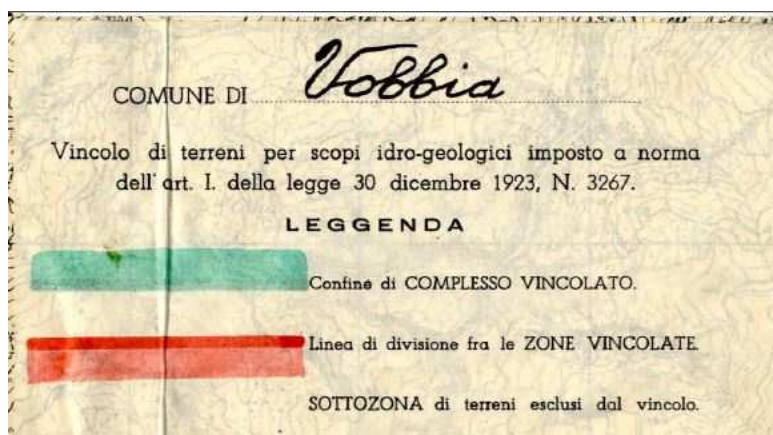 COMUNE DI Vobbia
Vincolo di terreni per scopi idro-geologici imposto a norma
dell' art. I. della legge 30 dicembre 1923, N. 3267.
LEGGENDA
Confine di COMPLESSO VINCOLATO.
Linea di divisione fra le ZONE VINCOLATE.
SOTTOZONA di terreni esclusi dal vincolo.